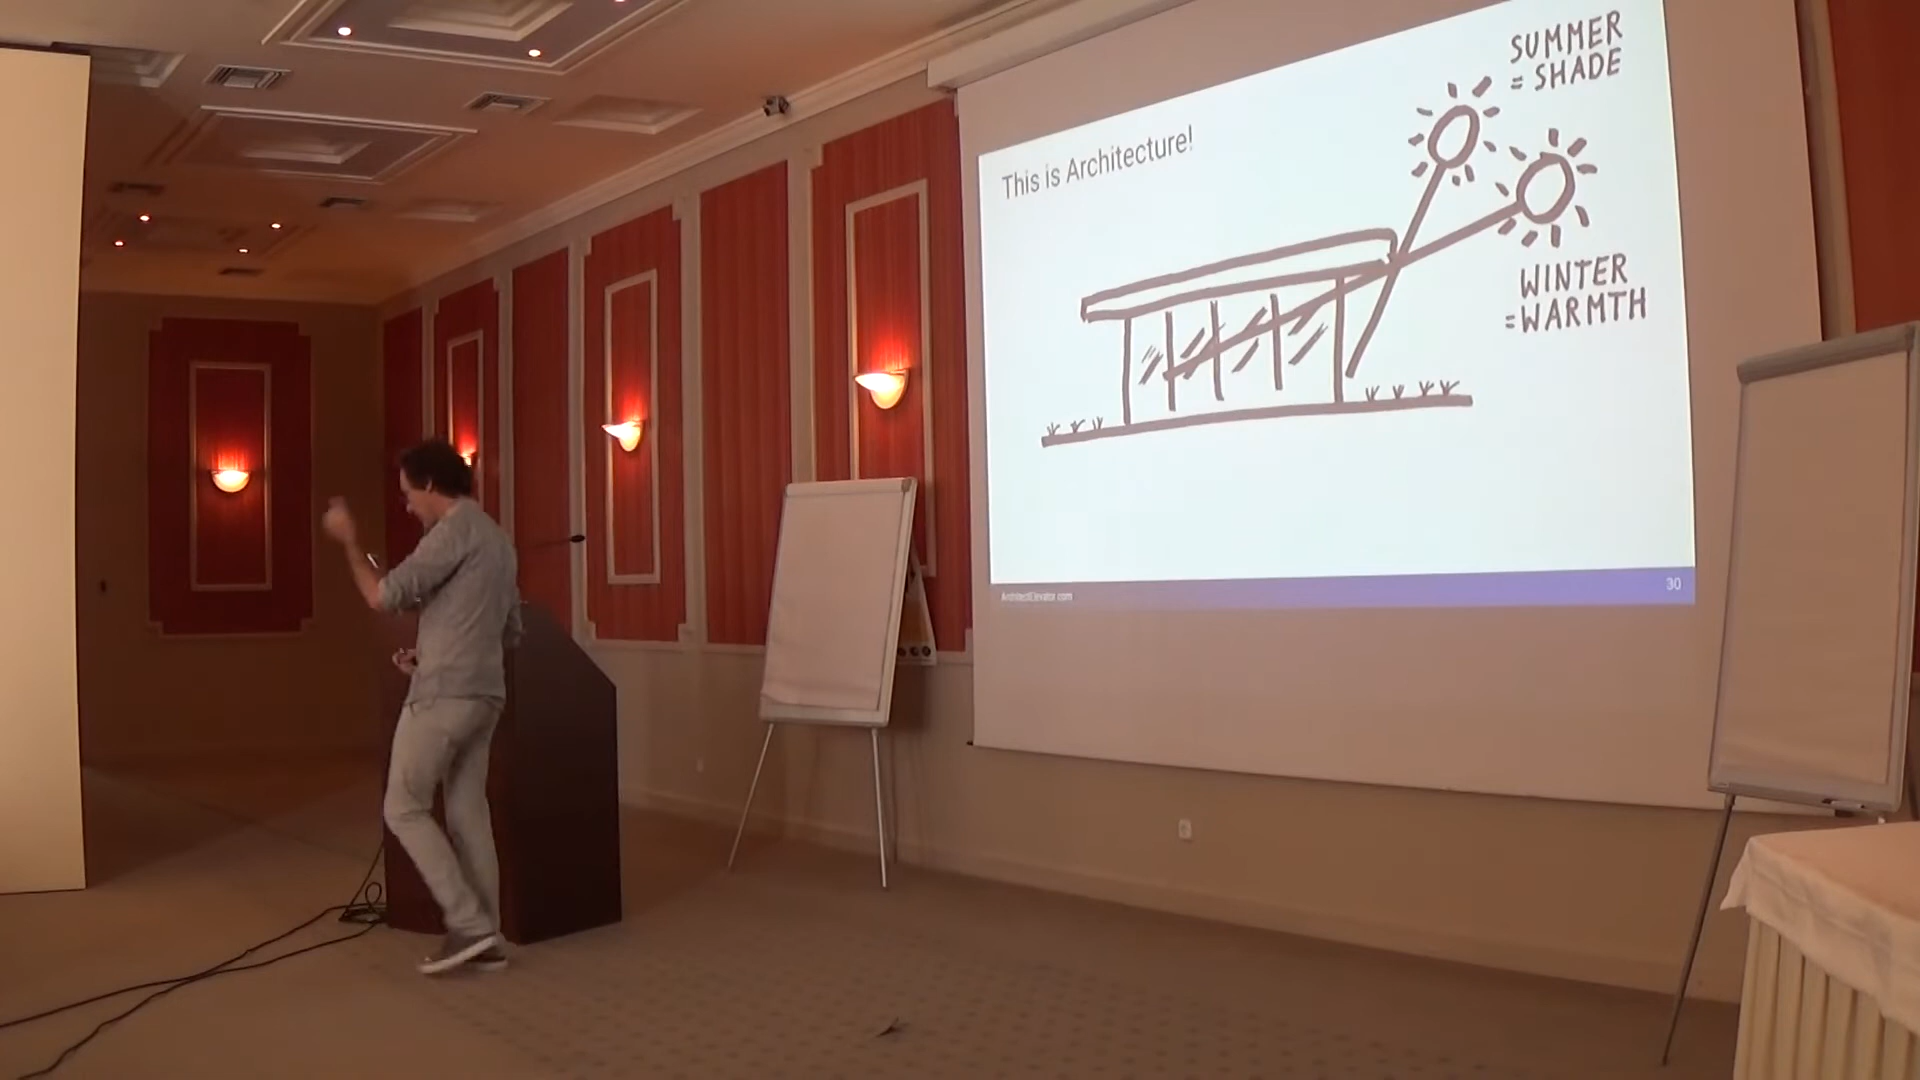 This is Architecture!
SUMMER
= SHADE
WINTER
=WARMTH
ArchitectElevator.com
30